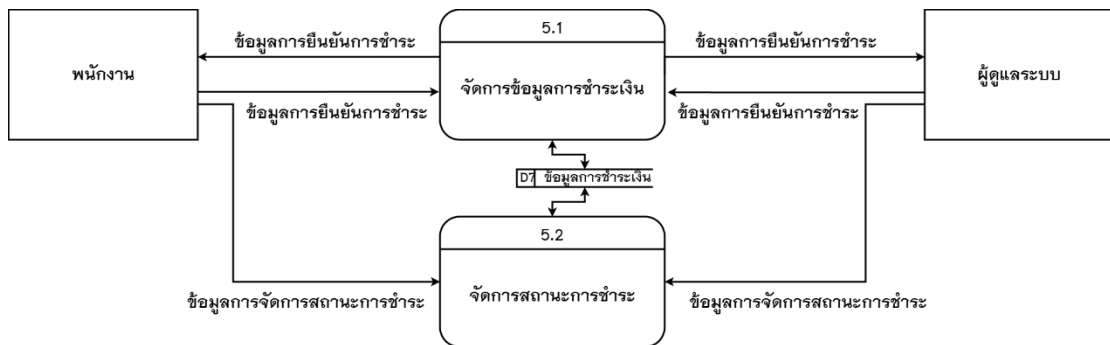 5.1
ข้อมูลการยืนยันการชำระ
ข้อมูลการยืนยันการชำระ
พนักงาน
จัดการข้อมูลการชำระเงิน
ผู้ดูแลระบบ
ข้อมูลการยืนยันการชำระ
ข้อมูลการยืนยันการชำระ
D7 ข้อมูลการชำระเงิน
5.2
จัดการสถานะการชำระ
ข้อมูลการจัดการสถานะการชำระ
ข้อมูลการจัดการสถานะการชำระ